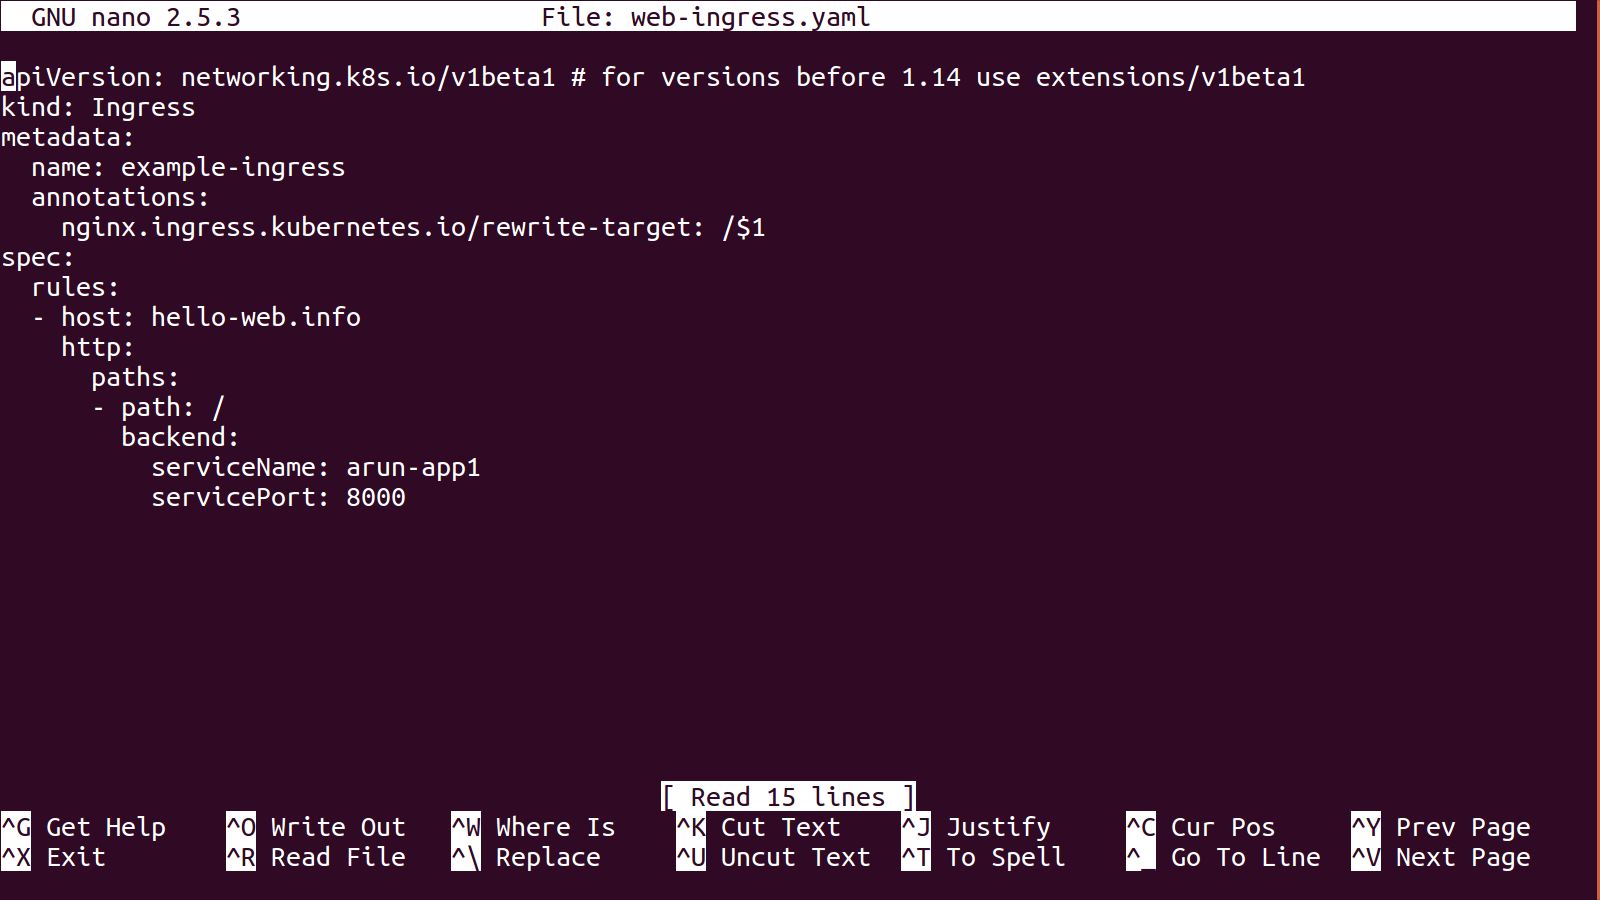 GNU nano 2.5.3 File: web-ingress.yaml
apiVersion: networking.k8s.io/v1beta1 # for versions before 1.14 use extensions/v1beta1
kind: Ingress
metadata:
  name: example-ingress
  annotations:
    nginx.ingress.kubernetes.io/rewrite-target: /$1
spec:
  rules:
  - host: hello-web.info
    http:
      paths:
      - path: /
        backend:
          serviceName: arun-app1
          servicePort: 8000
[ Read 15 lines ]
^G Get Help ^O Write Out ^W Where Is ^K Cut Text ^J Justify ^C Cur Pos ^Y Prev Page
^X Exit ^R Read File ^\ Replace ^U Uncut Text ^T To Spell ^_ Go To Line ^V Next Page